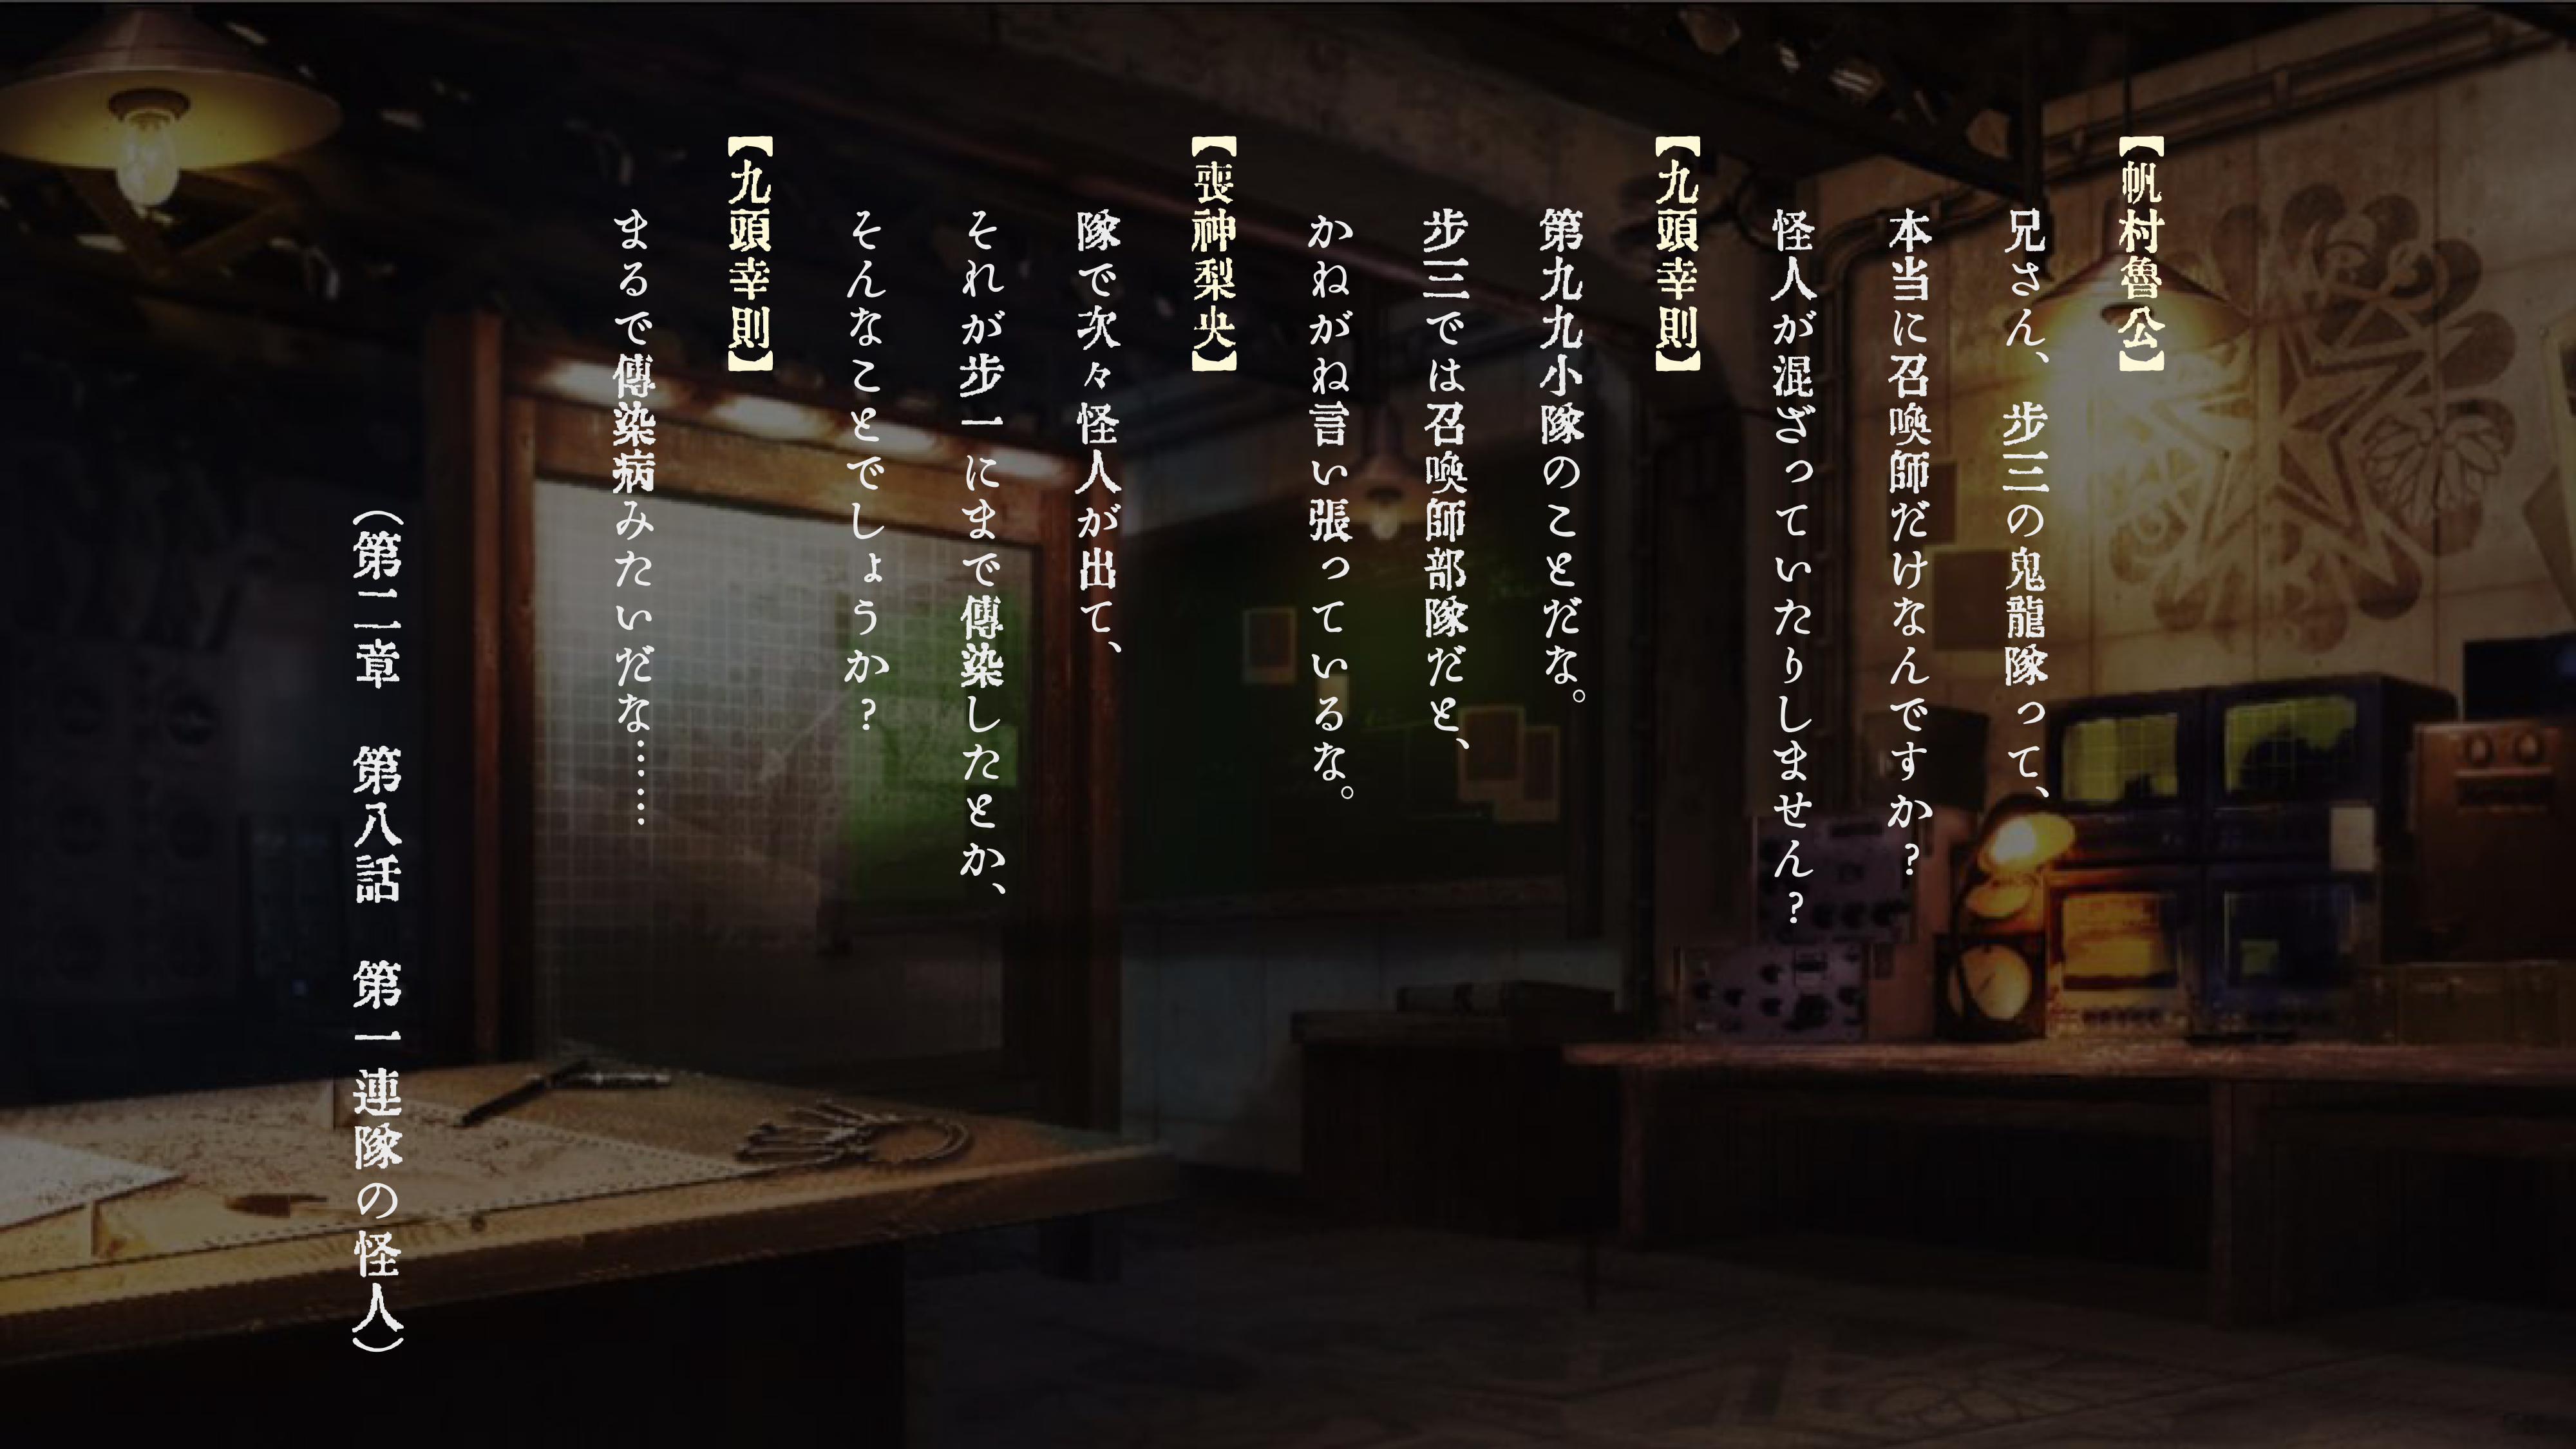 【帆村魯公】
兄さん、歩三の鬼龍隊って、
本当に召喚師だけなんですか?
怪人が混ざっていたりしません?
【九頭幸則】
第九九小隊のことだな。
歩三では召喚師部隊だと、
かねがね言い張っているな。
【喪神梨央】
隊で次々怪人が出て、
それが歩一にまで傳染したとか、
そんなことでしょうか?
【九頭幸則】
まるで傳染病みたいだな……
(第二章 第八話 第一連隊の怪人)